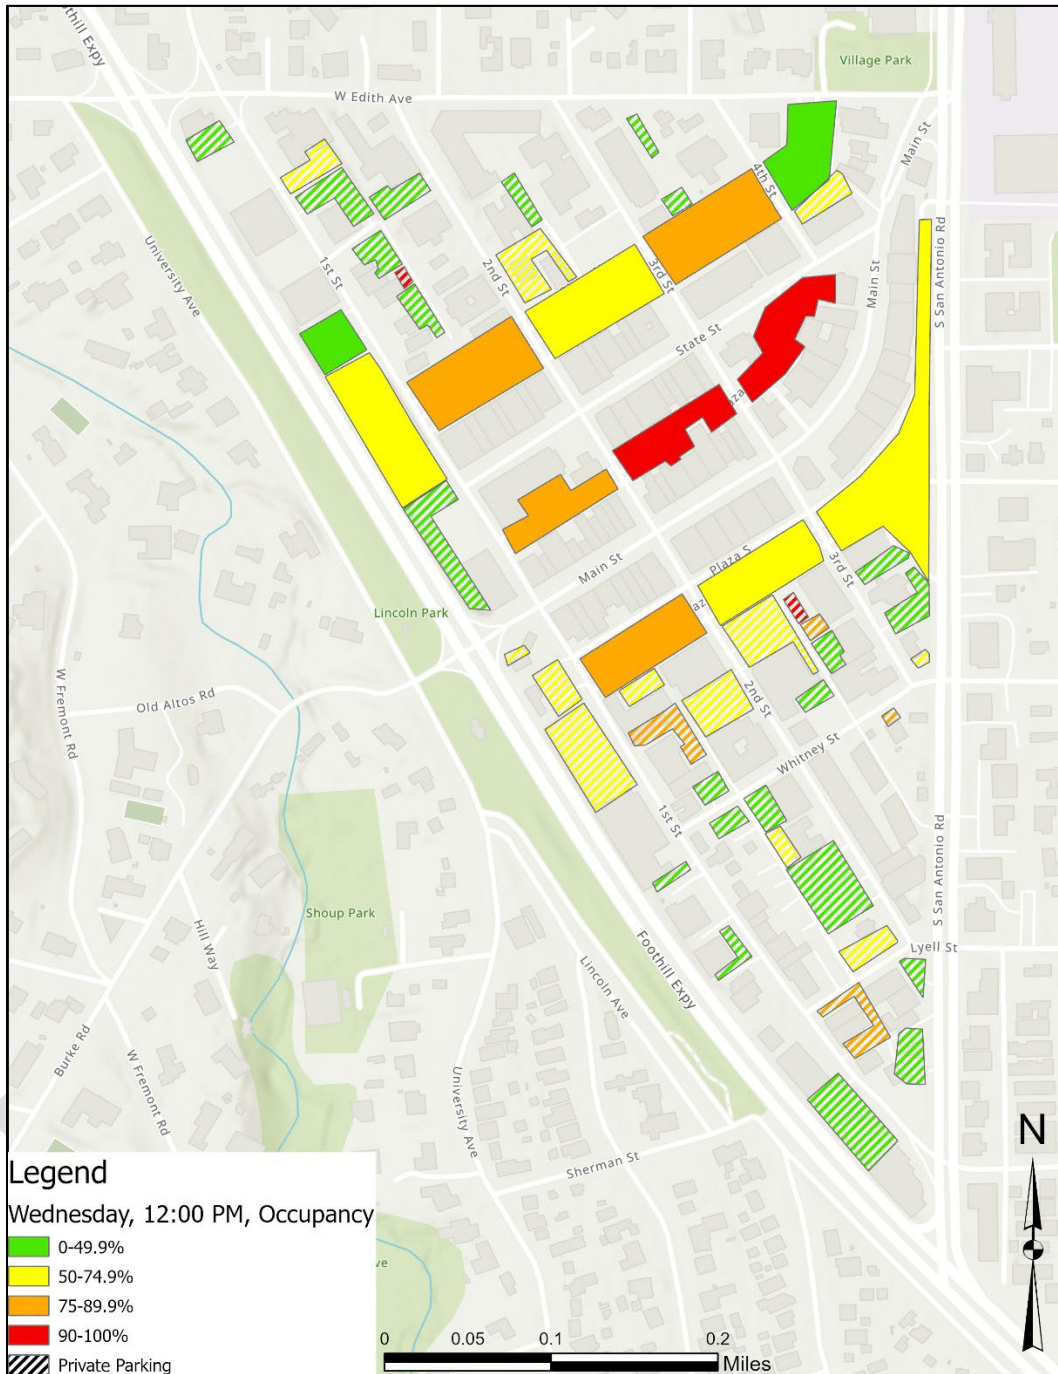 othill Expy
Village Park
W Edith Ave
Main St
4th St
University Ave
1st St
2nd St
3rd St
Main St
S San Antonio Rd
State St
aza
Main St
Plaza S
3rd St
az
Lincoln Park
W Fremont Rd
Old Altos Rd
2nd St
Whitney St
1st St
S San Antonio Rd
Shoup Park
Hill Way
Foothill Expy
Lincoln Ave
Lyell St
Burke Rd
W Fremont Rd
University Ave
Sherman St
ve
N
Legend
Wednesday, 12:00 PM, Occupancy
0-49.9%
50-74.9%
75-89.9%
90-100%
Private Parking
0 0.05 0.1 0.2
Miles